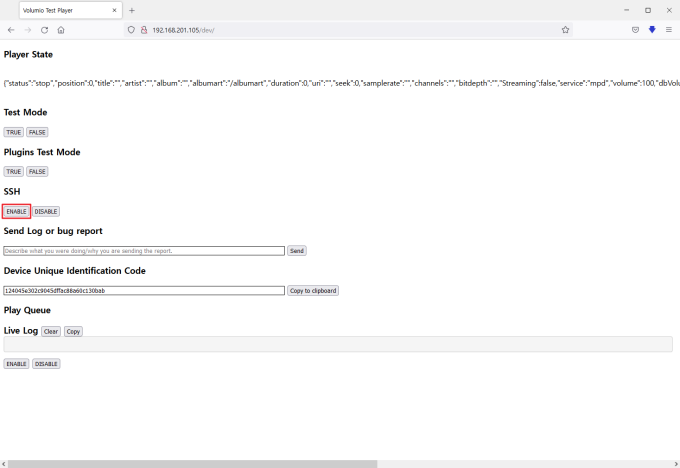 Volumio Test Player
192.168.201.105/dev/
Player State
{"status":"stop","position":0,"title":"","artist":"","album":"","albumart":"/albumart","duration":0,"uri":"","seek":0,"samplerate":"","channels":"","bitdepth":"","Streaming":false,"service":"mpd","volume":100,"dbVolu
Test Mode
TRUE FALSE
Plugins Test Mode
TRUE FALSE
SSH
ENABLE DISABLE
Send Log or bug report
Describe what you were doing/why you are sending the report. Send
Device Unique Identification Code
124045e302c9045dffac88a60c130bab Copy to clipboard
Play Queue
Live Log Clear Copy
ENABLE DISABLE